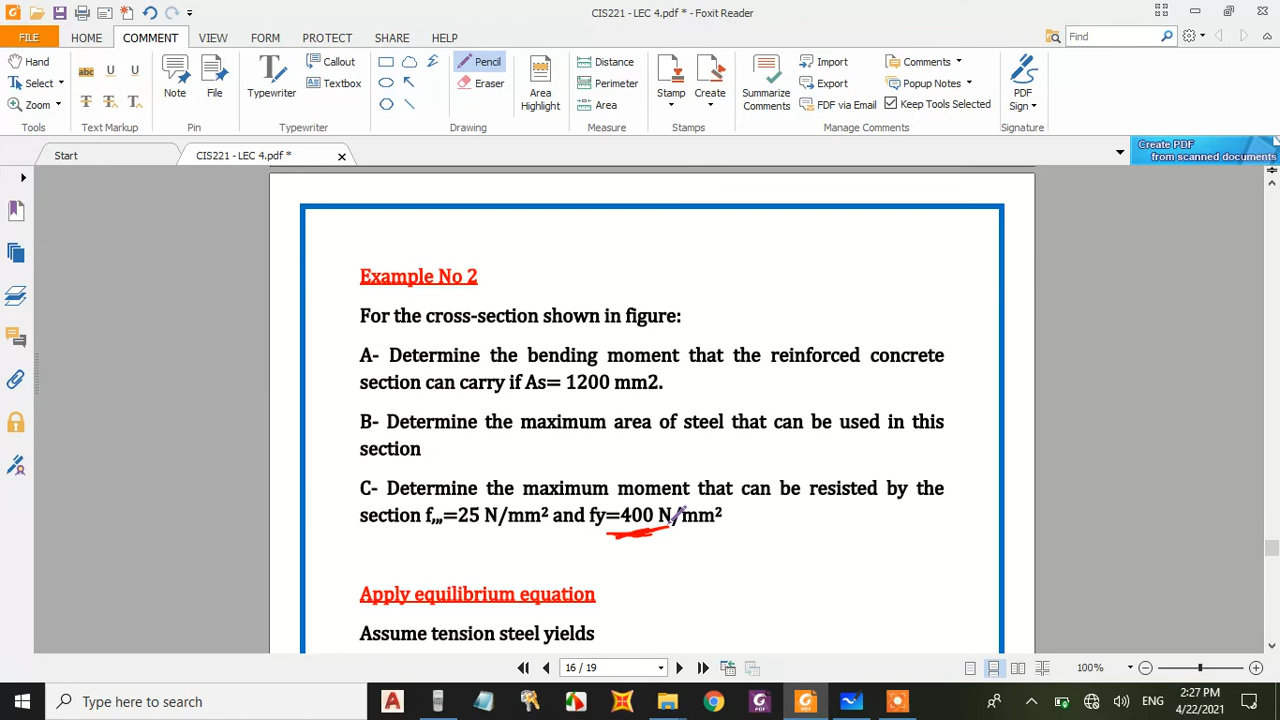 CIS221 - LEC 4.pdf * - Foxit Reader
FILE HOME COMMENT VIEW FORM PROTECT SHARE HELP
Find
Hand
Select
Zoom
Tools
abc U U
T T T
Text Markup
Note
File
Pin
Typewriter
Callout
Textbox
Typewriter
Pencil
Eraser
Drawing
Area
Highlight
Distance
Perimeter
Area
Measure
Stamp
Create
Stamps
Summarize
Comments
Import
Export
FDF via Email
Comments
Popup Notes
Keep Tools Selected
Manage Comments
PDF
Sign
Signature
Start
CIS221 - LEC 4.pdf *
Create PDF
from scanned documents
Example No 2
For the cross-section shown in figure:
A- Determine the bending moment that the reinforced concrete
section can carry if As= 1200 mm2.
B- Determine the maximum area of steel that can be used in this
section
C- Determine the maximum moment that can be resisted by the
section f,,,=25 N/mm² and fy=400 N/mm²
Apply equilibrium equation
Assume tension steel yields
16 / 19
100%
Type here to search
ENG
2:27 PM
4/22/2021